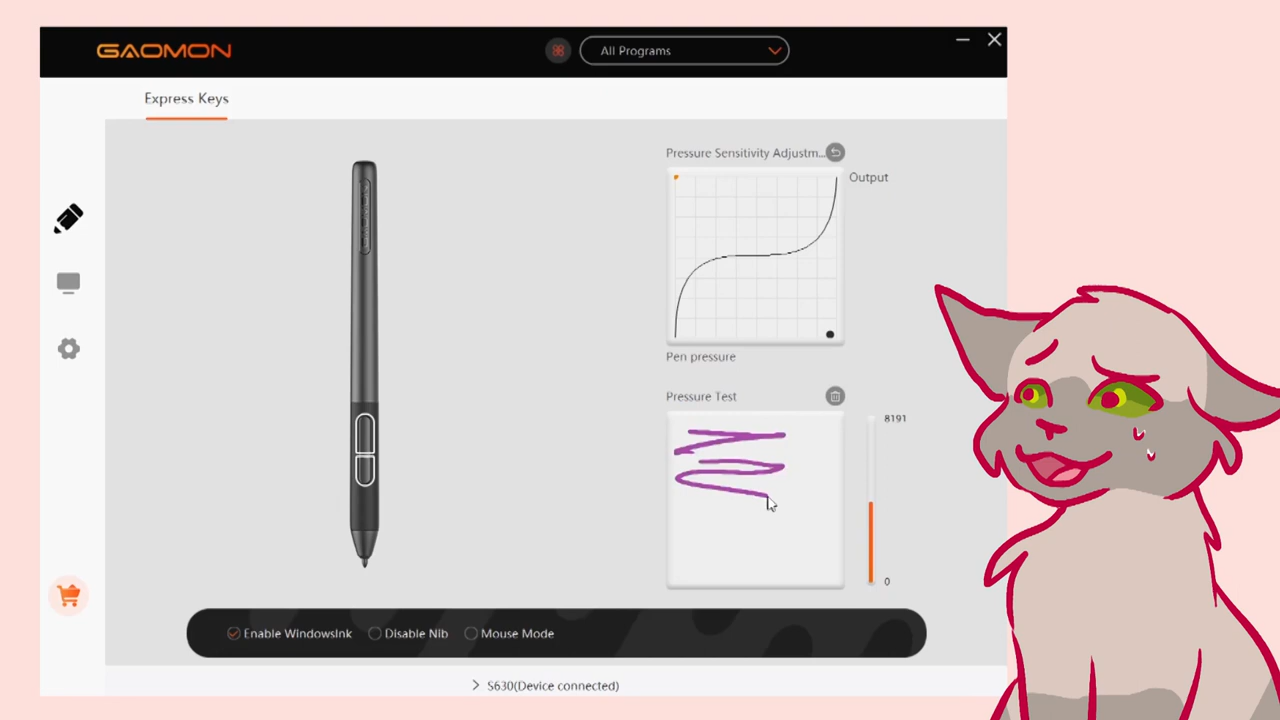 GAOMON
All Programs
Express Keys
Pressure Sensitivity Adjustm...
Output
Pen pressure
Pressure Test
8191
0
Enable WindowsInk
Disable Nib
Mouse Mode
S630(Device connected)